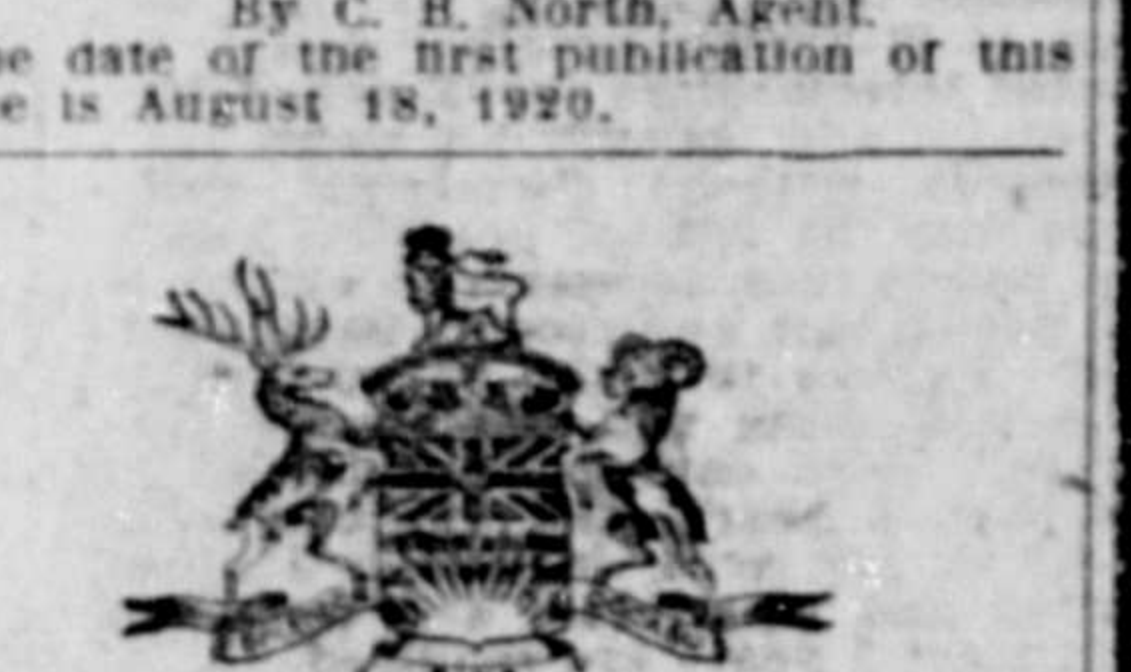 By C. H. North, Agent.
e date of the first publication of this
e is August 18, 1920.